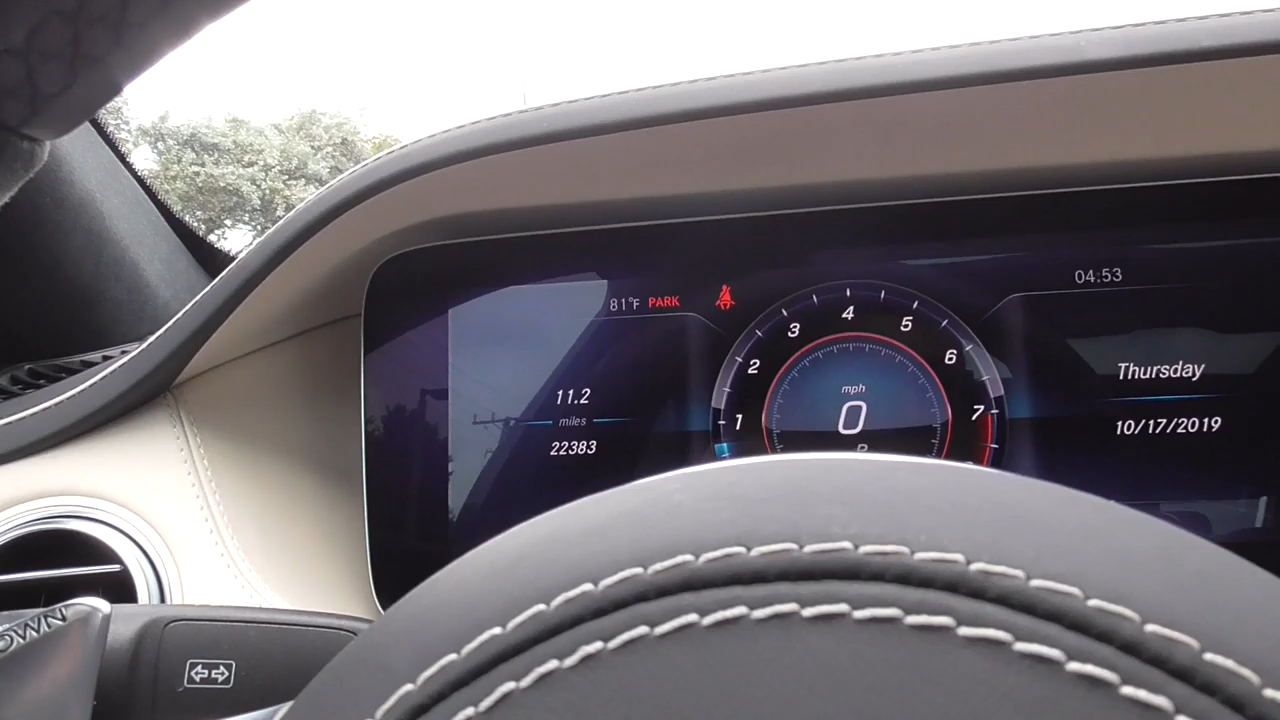 04:53
81°F PARK
4
3
5
2
6
mph
Thursday
11.2
0
1
7
miles
10/17/2019
22383
P
OWN